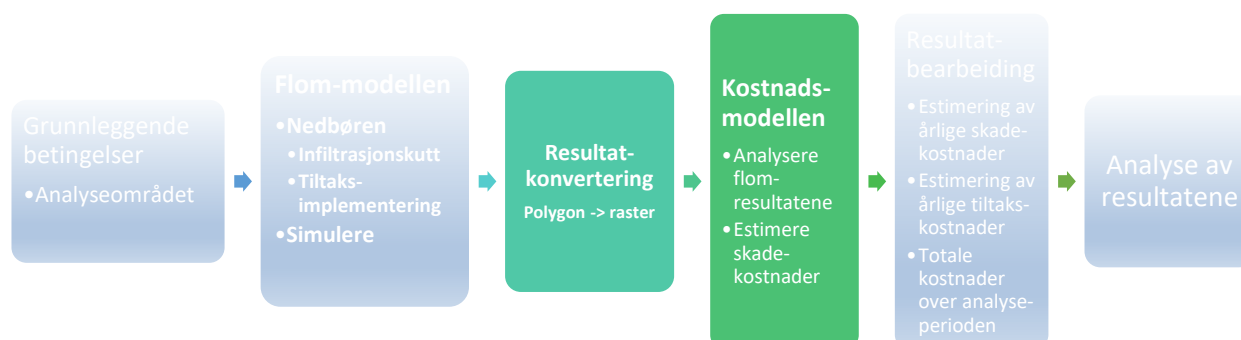 Grunnleggende
betingelser
•Analyseområdet
Flom-modellen
•Nedbøren
•Infiltrasjonskutt
•Tiltaks-
implementering
•Simulere
Resultat-
konvertering
Polygon -> raster
Kostnads-
modellen
•Analysere
flom-
resultatene
•Estimere
skade-
kostnader
Resultat-
bearbeiding
•Estimering av
årlige skade-
kostnader
•Estimering av
årlige tiltaks-
kostnader
•Totale
kostnader
over analyse-
perioden
Analyse av
resultatene